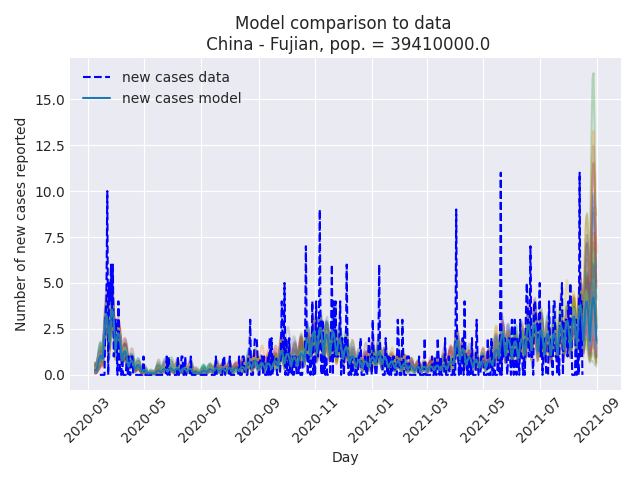 Model comparison to data
China - Fujian, pop. = 39410000.0
new cases data
new cases model
Number of new cases reported
15.0
12.5
10.0
7.5
5.0
2.5
0.0
2020-03
2020-05
2020-07
2020-09
2020-11
2021-01
2021-03
2021-05
2021-07
2021-09
Day